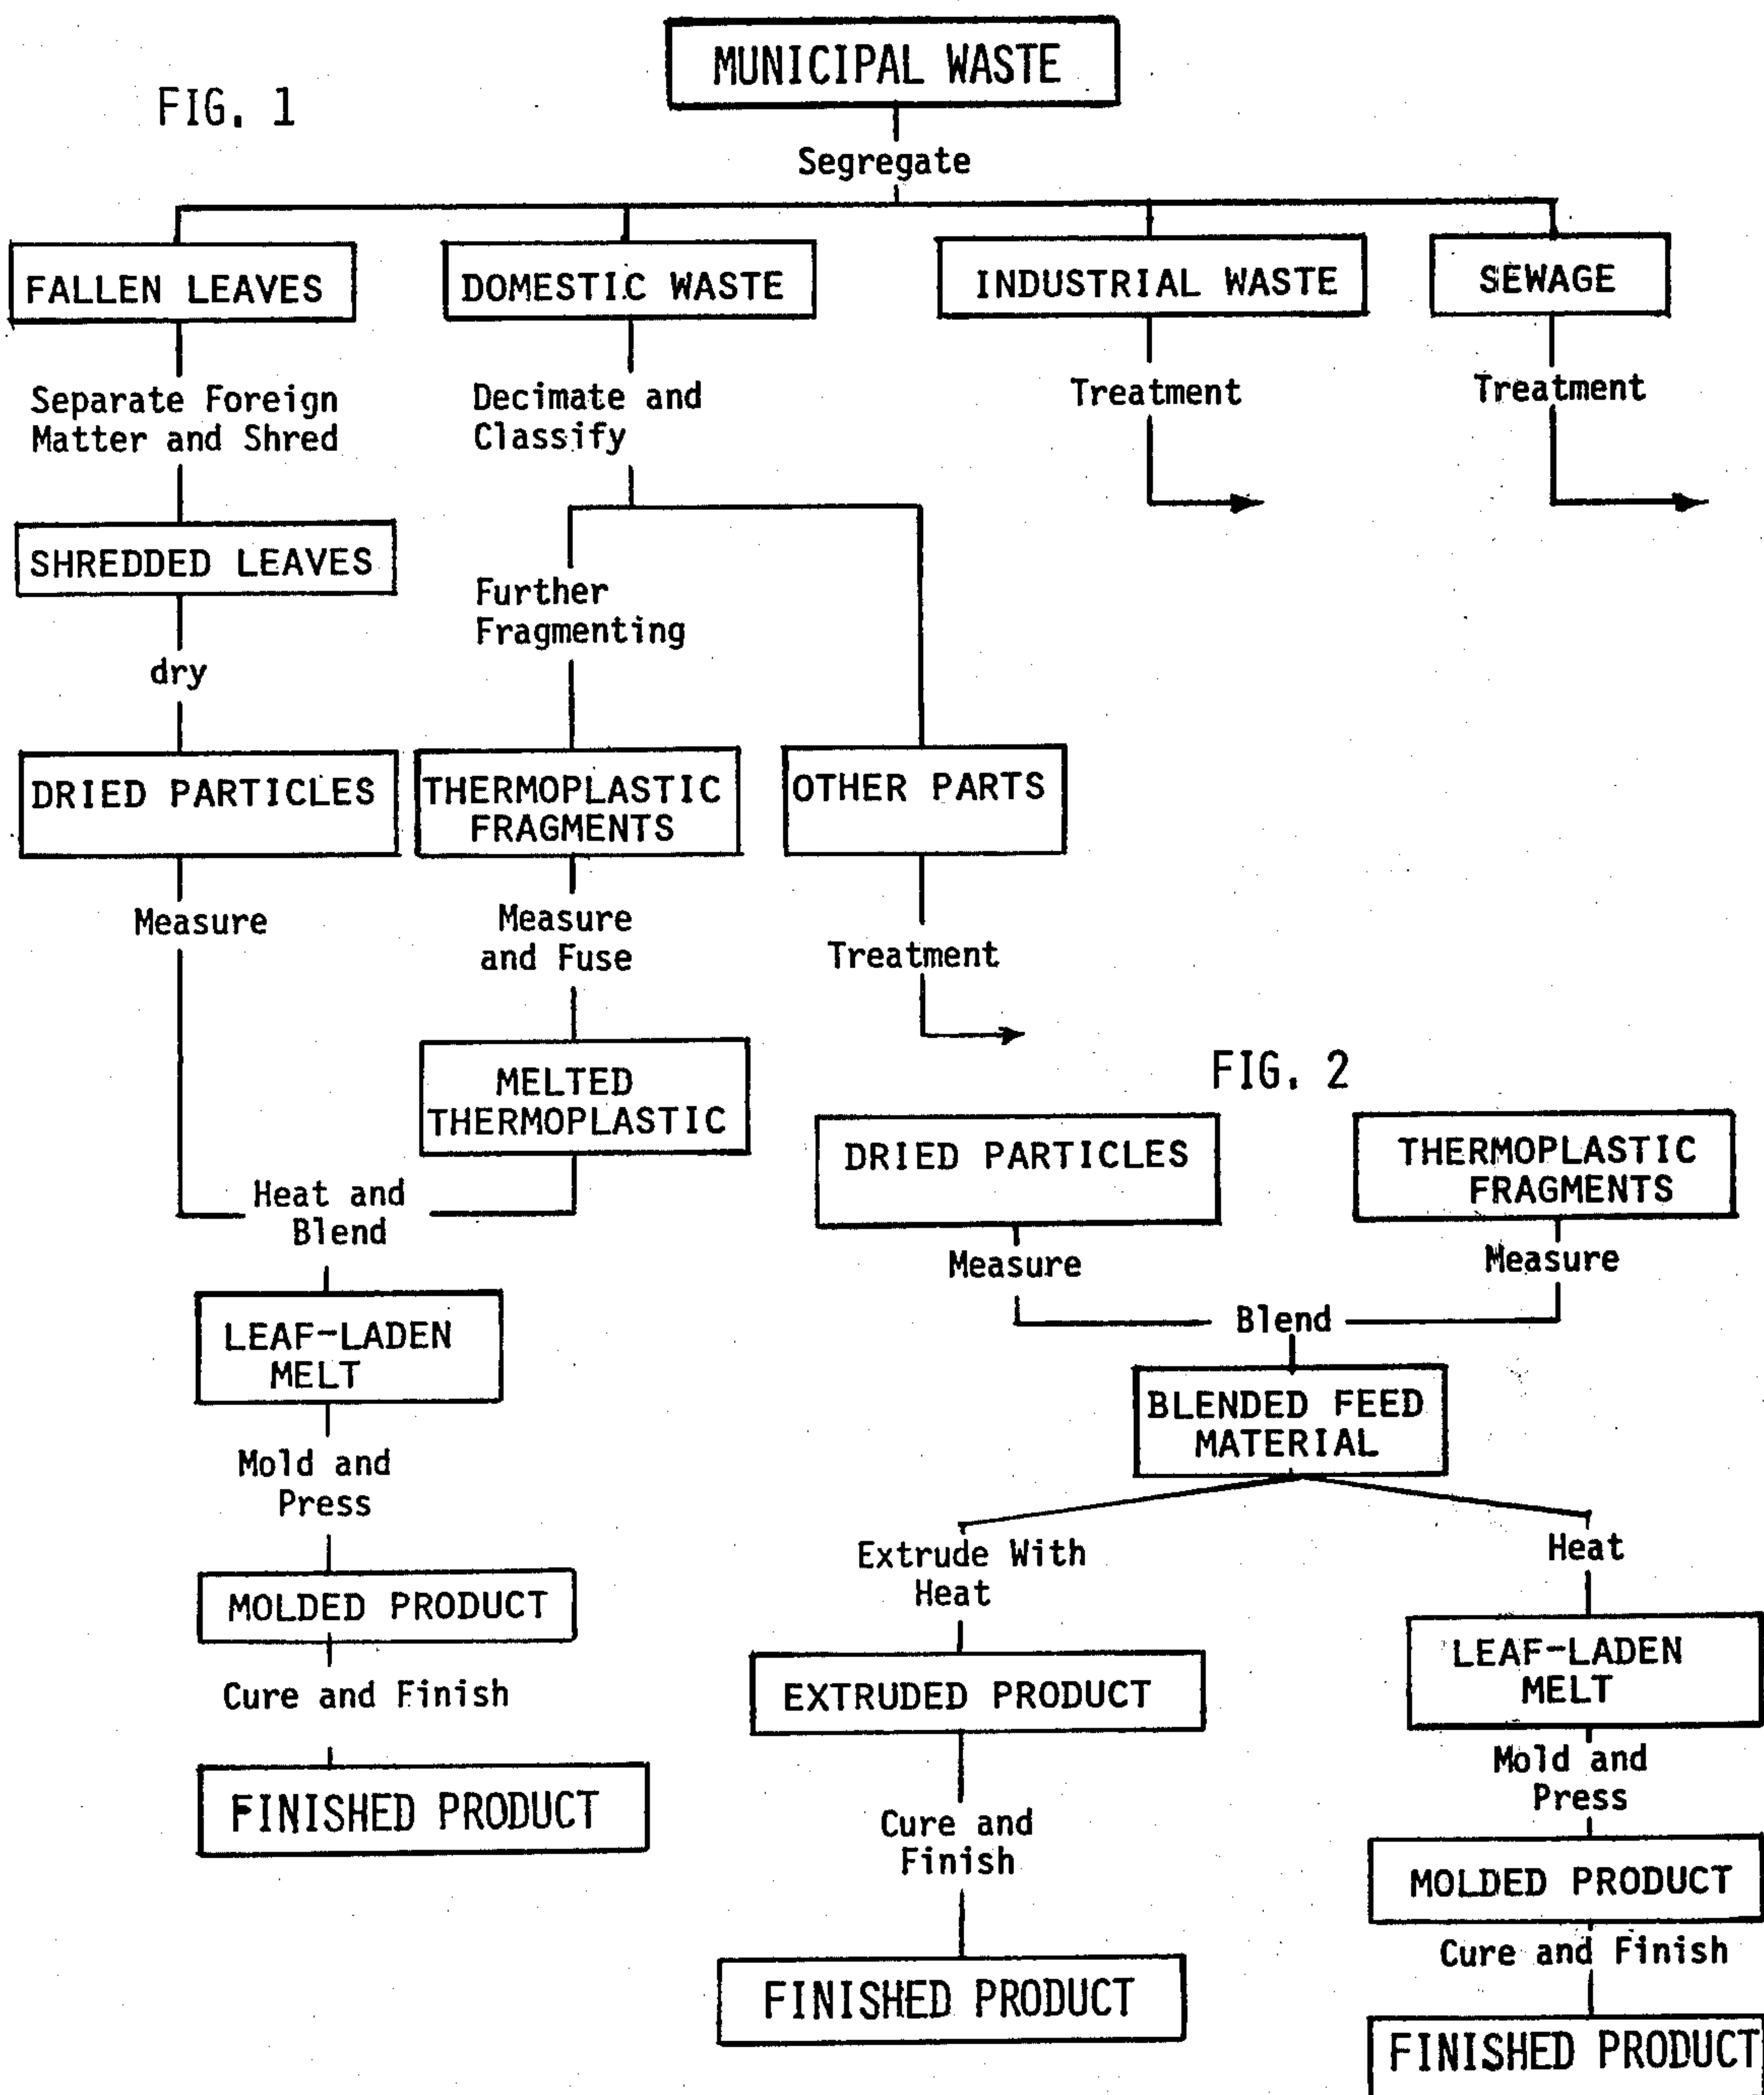 MUNICIPAL WASTE
FIG. 1
Segregate
FALLEN LEAVES
DOMESTIC WASTE
INDUSTRIAL WASTE
SEWAGE
Separate Foreign
Matter and Shred
Decimate and
Classify
Treatment
Treatment
SHREDDED LEAVES
Further
Fragmenting
dry
DRIED PARTICLES
THERMOPLASTIC
FRAGMENTS
OTHER PARTS
Measure
Measure
and Fuse
Treatment
MELTED
THERMOPLASTIC
Heat and
Blend
LEAF-LADEN
MELT
Mold and
Press
MOLDED PRODUCT
Cure and Finish
FINISHED PRODUCT
FIG. 2
DRIED PARTICLES
THERMOPLASTIC
FRAGMENTS
Measure
Measure
Blend
BLENDED FEED
MATERIAL
Extrude With
Heat
Heat
EXTRUDED PRODUCT
LEAF-LADEN
MELT
Mold and
Press
Cure and
Finish
MOLDED PRODUCT
Cure and Finish
FINISHED PRODUCT
FINISHED PRODUCT